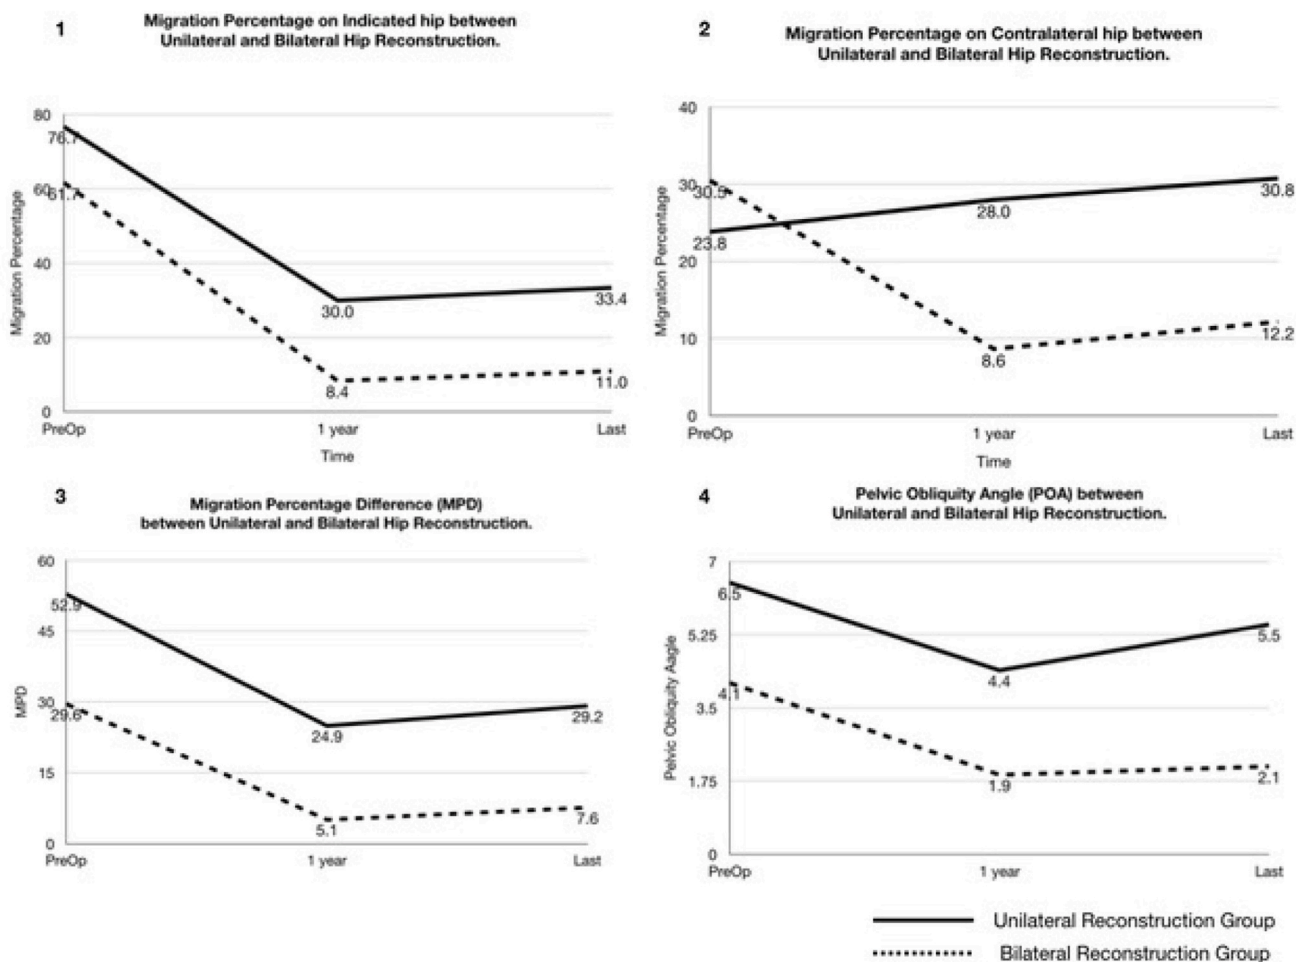 1
Migration Percentage on Indicated hip between
Unilateral and Bilateral Hip Reconstruction.
80
60
40
20
0
Migration Percentage
76.7
61.7
30.0
8.4
33.4
11.0
PreOp
1 year
Last
Time
2
Migration Percentage on Contralateral hip between
Unilateral and Bilateral Hip Reconstruction.
40
30
20
10
0
Migration Percentage
30.5
23.8
28.0
8.6
30.8
12.2
PreOp
1 year
Last
Time
3
Migration Percentage Difference (MPD)
between Unilateral and Bilateral Hip Reconstruction.
60
45
30
15
0
MPD
52.9
29.6
24.9
5.1
29.2
7.6
PreOp
1 year
Last
4
Pelvic Obliquity Angle (POA) between
Unilateral and Bilateral Hip Reconstruction.
7
5.25
3.5
1.75
0
Pelvic Obliquity Aagle
6.5
4.1
4.4
1.9
5.5
2.1
PreOp
1 year
Last
Unilateral Reconstruction Group
Bilateral Reconstruction Group